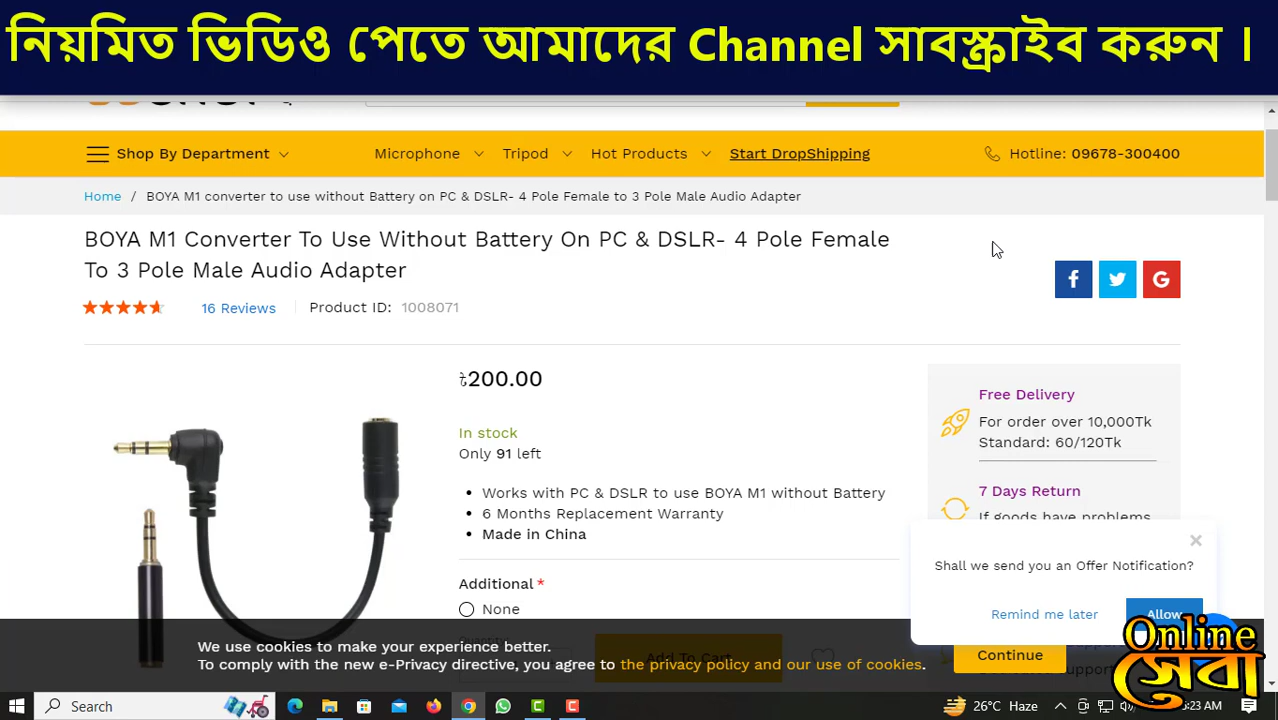 নিয়মিত ভিডিও পেতে আমাদের Channel সাবস্ক্রাইব করুন ।
Shop By Department
Microphone
Tripod
Hot Products
Start DropShipping
Hotline: 09678-300400
Home / BOYA M1 converter to use without Battery on PC & DSLR- 4 Pole Female to 3 Pole Male Audio Adapter
BOYA M1 Converter To Use Without Battery On PC & DSLR- 4 Pole Female
To 3 Pole Male Audio Adapter
16 Reviews
Product ID: 1008071
৳200.00
In stock
Only 91 left
Works with PC & DSLR to use BOYA M1 without Battery
6 Months Replacement Warranty
Made in China
Additional *
None
Quantity
Add To Cart
Free Delivery
For order over 10,000Tk
Standard: 60/120Tk
7 Days Return
If goods have problems
Shall we send you an Offer Notification?
Remind me later
Allow
We use cookies to make your experience better.
To comply with the new e-Privacy directive, you agree to the privacy policy and our use of cookies.
Continue
Online
সেবা
Search
26°C Haze